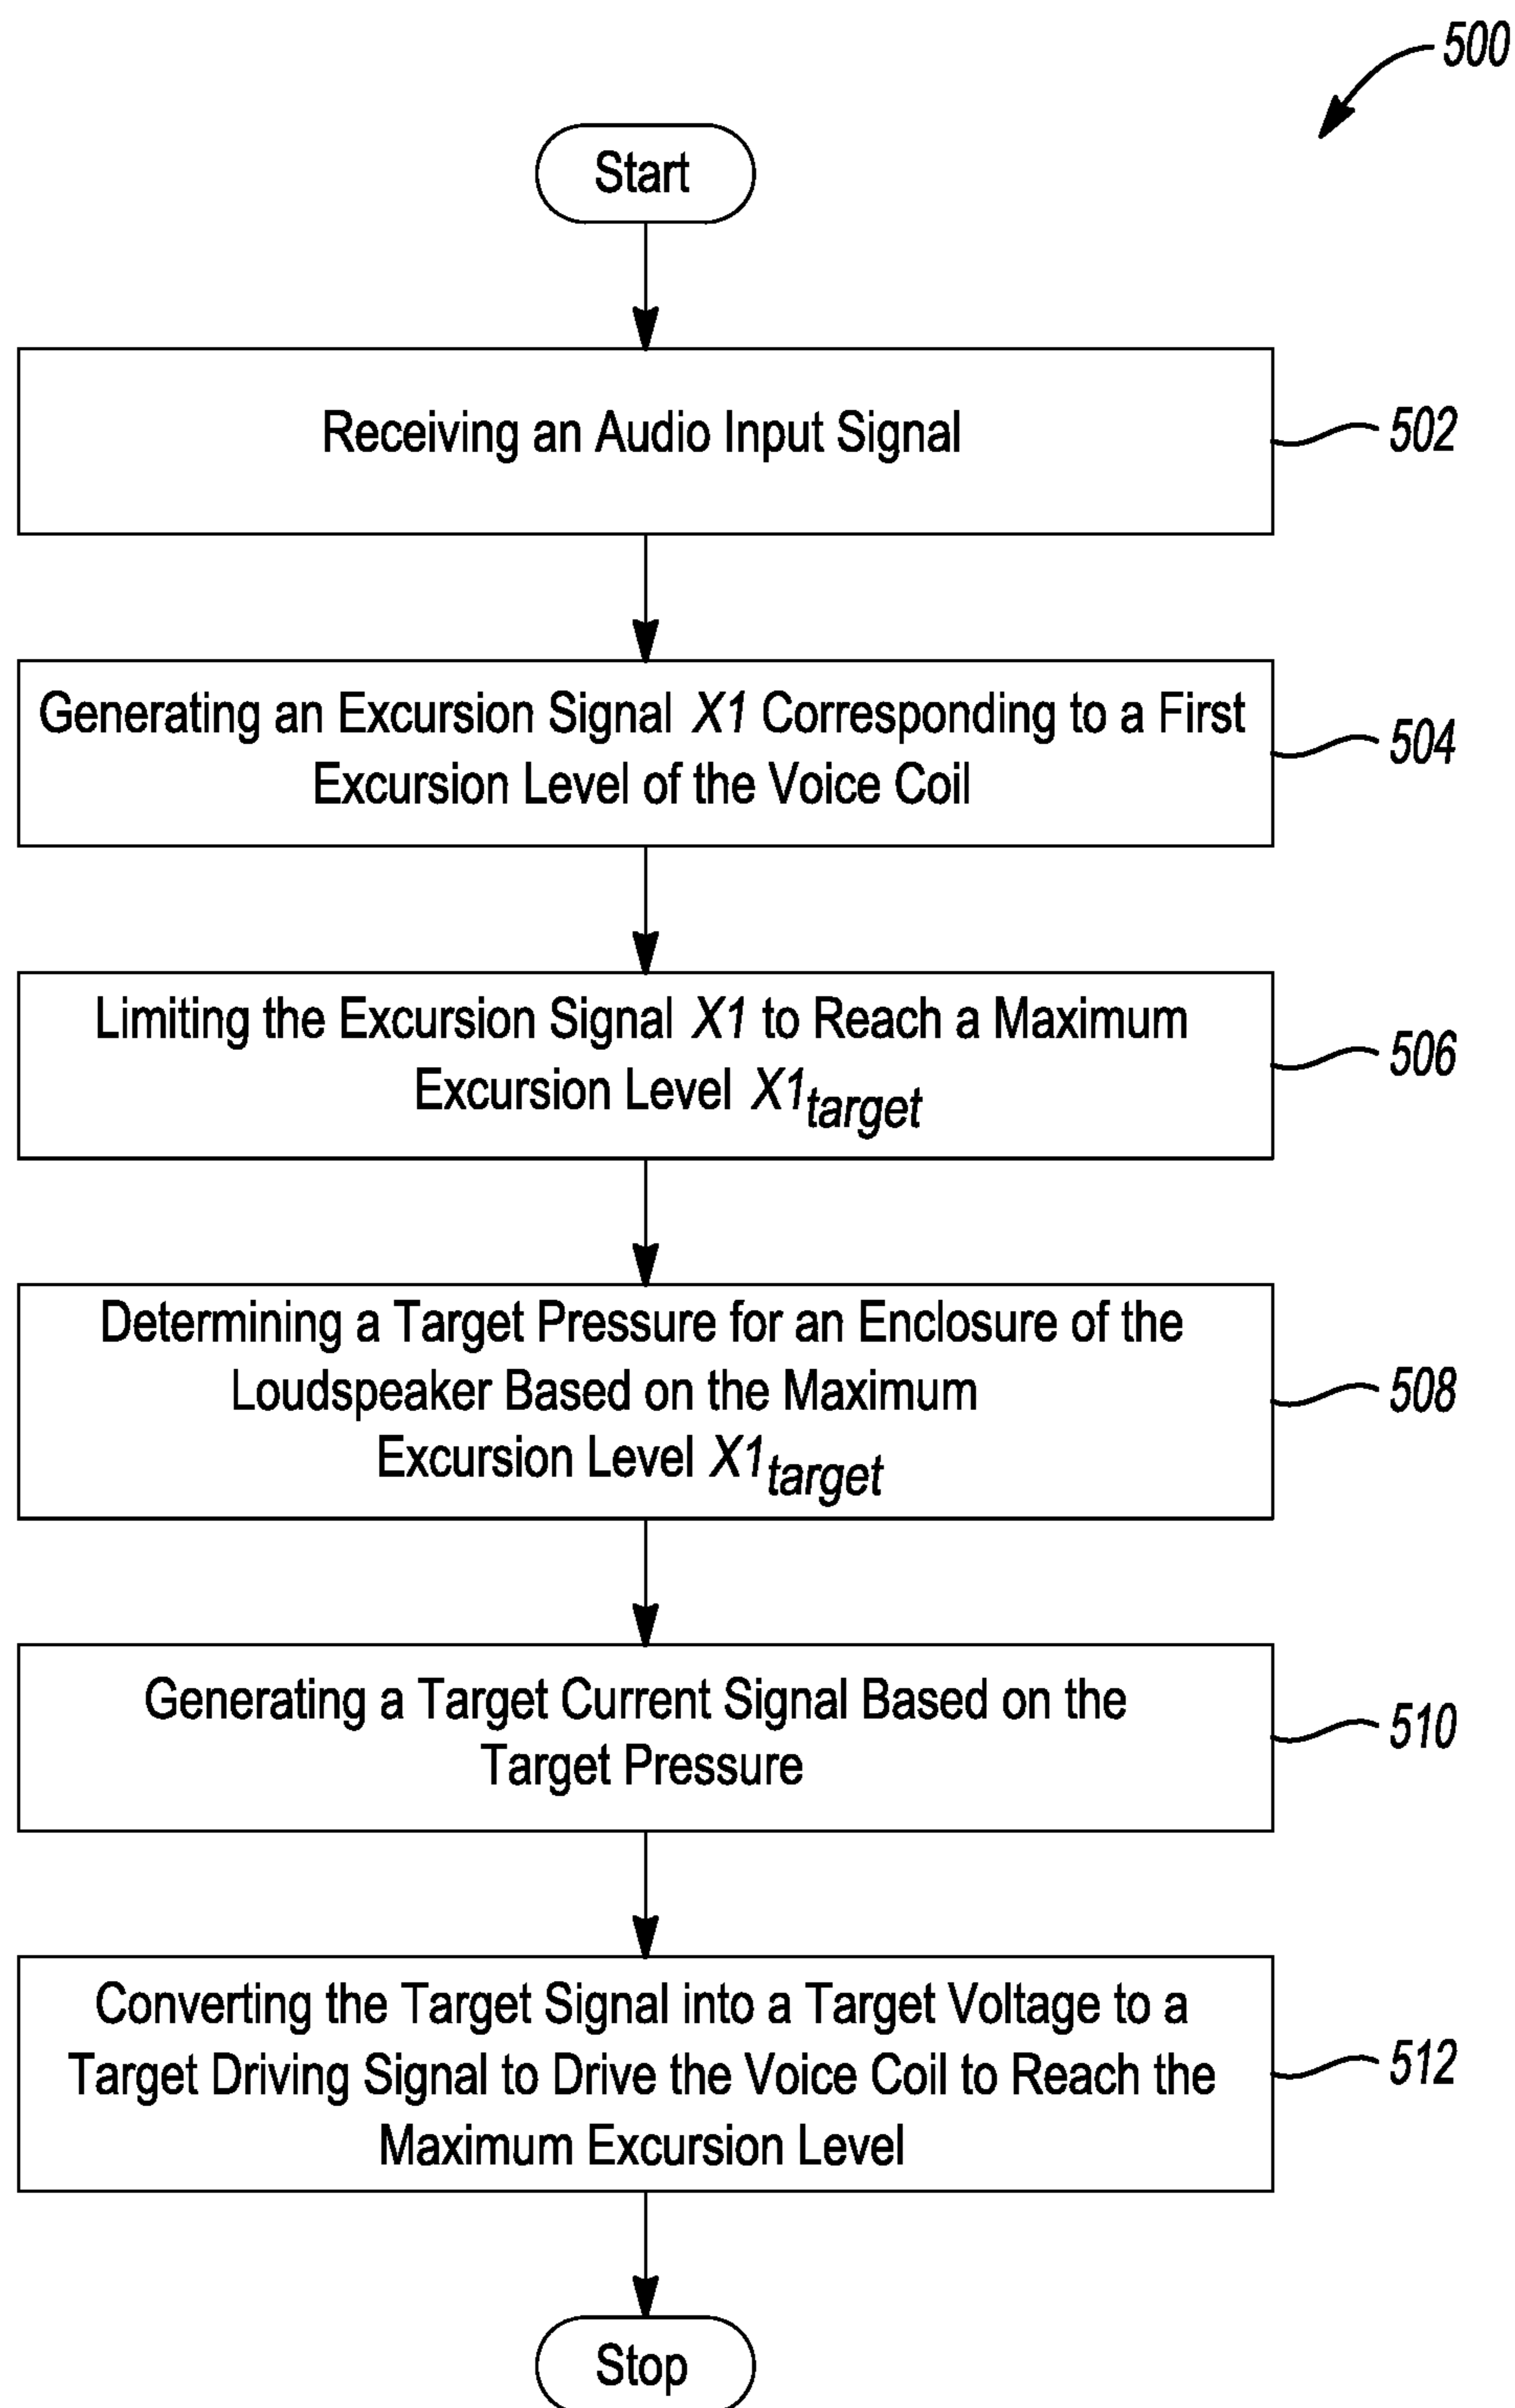 500
Start
Receiving an Audio Input Signal
502
Generating an Excursion Signal X1 Corresponding to a First
Excursion Level of the Voice Coil
504
Limiting the Excursion Signal X1 to Reach a Maximum
Excursion Level X1target
506
Determining a Target Pressure for an Enclosure of the
Loudspeaker Based on the Maximum
Excursion Level X1target
508
Generating a Target Current Signal Based on the
Target Pressure
510
Converting the Target Signal into a Target Voltage to a
Target Driving Signal to Drive the Voice Coil to Reach the
Maximum Excursion Level
512
Stop